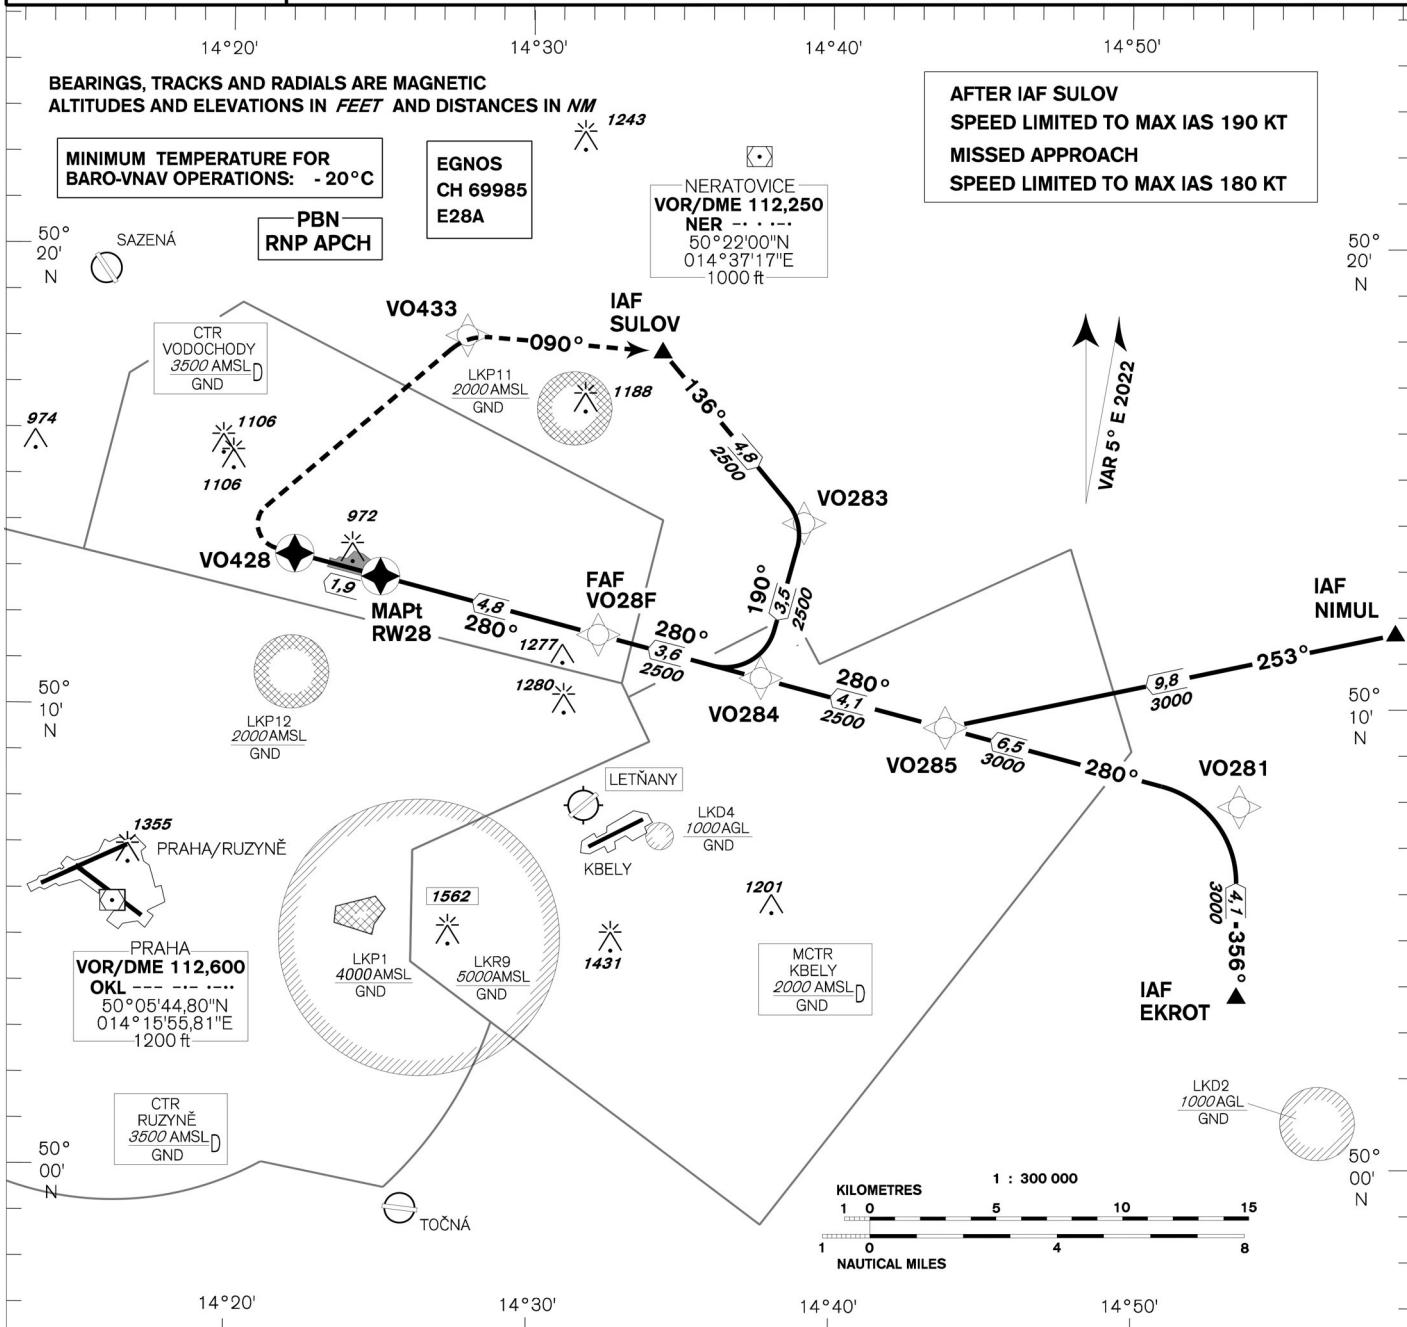 14°20'
14°30'
14°40'
14°50'
BEARINGS, TRACKS AND RADIALS ARE MAGNETIC
ALTITUDES AND ELEVATIONS IN FEET AND DISTANCES IN NM
AFTER IAF SULOV
SPEED LIMITED TO MAX IAS 190 KT
MISSED APPROACH
SPEED LIMITED TO MAX IAS 180 KT
1243
MINIMUM TEMPERATURE FOR
BARO-VNAV OPERATIONS: - 20°C
EGNOS
CH 69985
E28A
PBN
RNP APCH
NERATOVICE
VOR/DME 112,250
NER -· · ·-·
50°22'00"N
014°37'17"E
1000 ft
50°
20'
N
SAZENÁ
50°
20'
N
VO433
IAF
SULOV
090°
CTR
VODOCHODY
3500 AMSL D
GND
LKP11
2000 AMSL
GND
1188
136°
4,8
2500
VAR 5° E 2022
974
1106
1106
VO283
972
VO428
1,9
MAPt
RW28
4,8
280°
FAF
VO28F
190°
3,5
2500
IAF
NIMUL
1277
1280
280°
3,6
2500
253°
9,8
3000
280°
4,1
2500
VO284
50°
10'
N
50°
10'
N
LKP12
2000 AMSL
GND
VO285
6,5
3000
280°
VO281
LETŇANY
LKD4
1000 AGL
GND
KBELY
1355
PRAHA/RUZYNĚ
1562
1201
1431
3000
4,1
356°
PRAHA
VOR/DME 112,600
OKL --- -·- ·-··
50°05'44,80"N
014°15'55,81"E
1200 ft
LKP1
4000 AMSL
GND
LKR9
5000 AMSL
GND
MCTR
KBELY
2000 AMSL D
GND
IAF
EKROT
LKD2
1000 AGL
GND
CTR
RUZYNĚ
3500 AMSL D
GND
50°
00'
N
50°
00'
N
TOČNÁ
1 : 300 000
KILOMETRES
1 0 5 10 15
1 0 4 8
NAUTICAL MILES
14°20'
14°30'
14°40'
14°50'